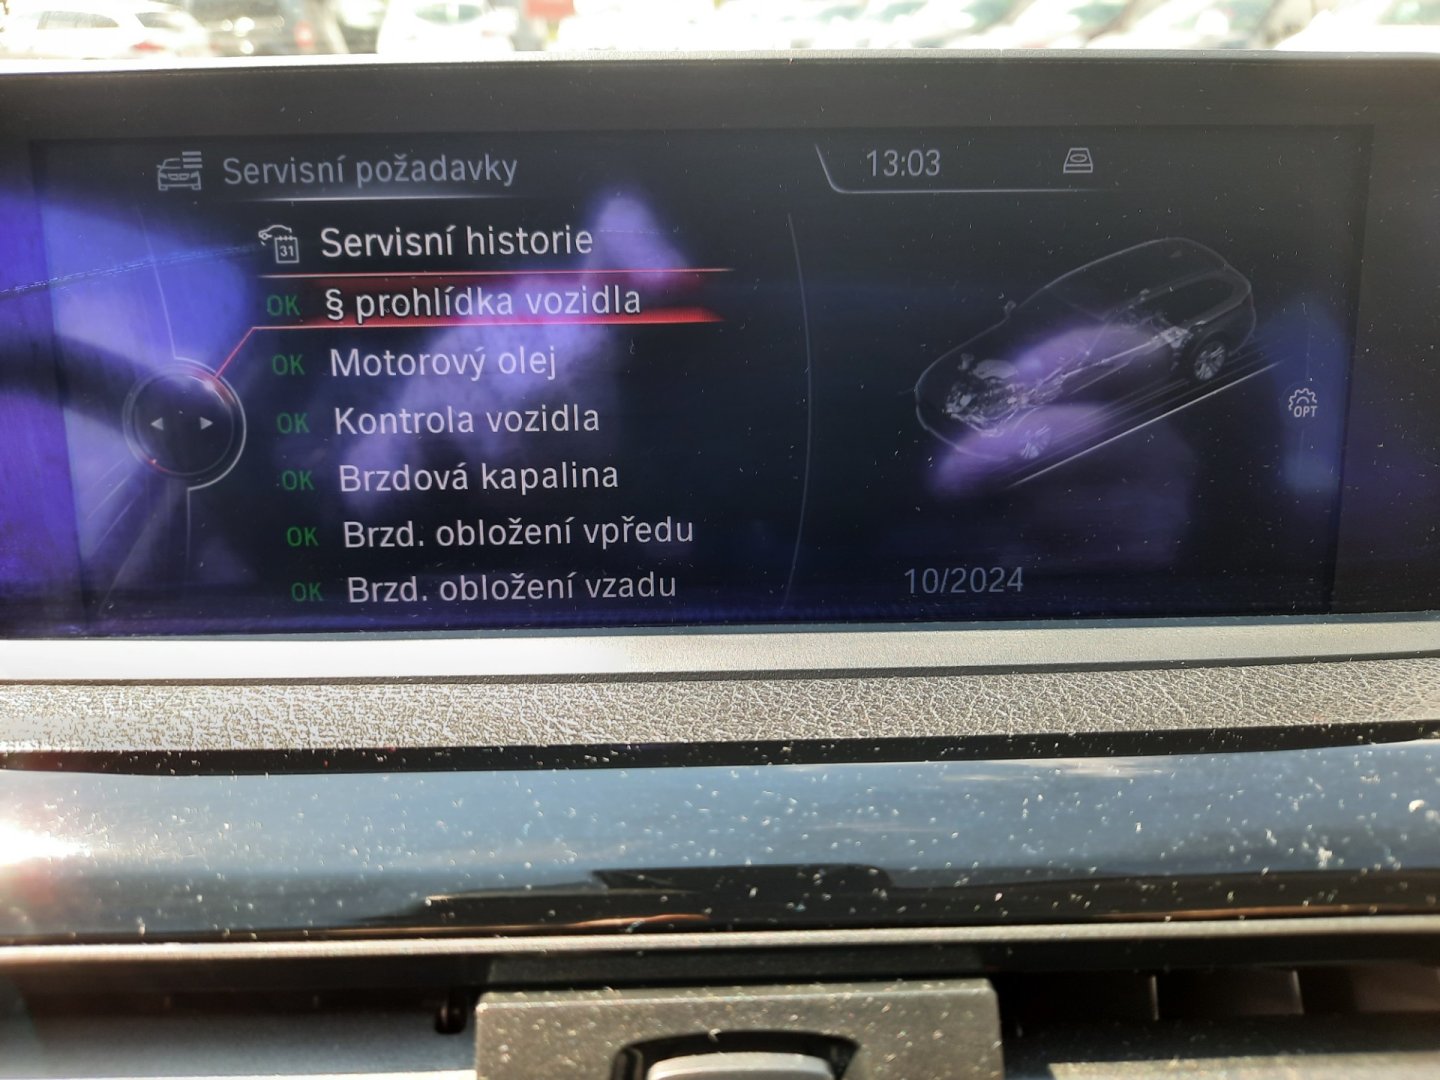 Servisní požadavky
13:03
31 Servisní historie
OK § prohlídka vozidla
OK Motorový olej
OK Kontrola vozidla
OK Brzdová kapalina
OK Brzd. obložení vpředu
OK Brzd. obložení vzadu
OPT
10/2024